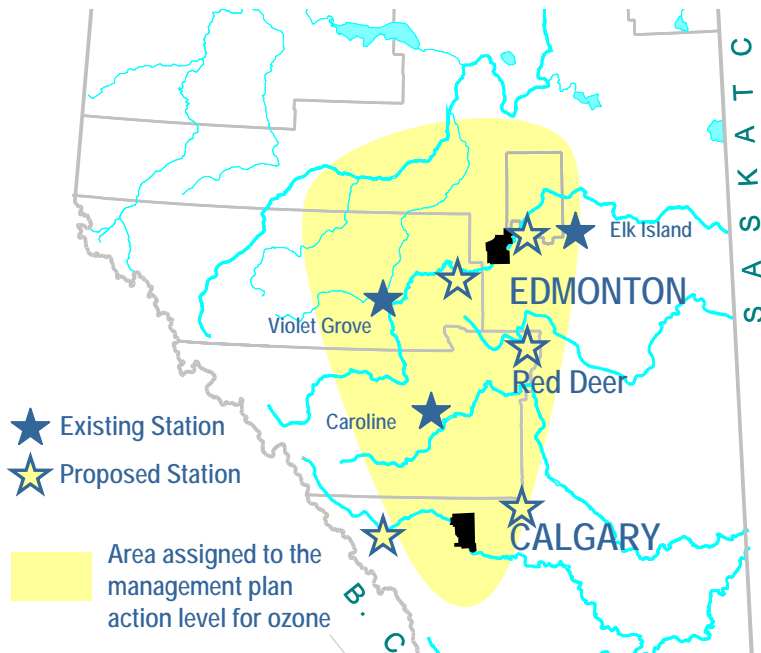 SASKATC
Elk Island
EDMONTON
Violet Grove
Red Deer
Caroline
Existing Station
Proposed Station
CALGARY
Area assigned to the
management plan
action level for ozone
B.C